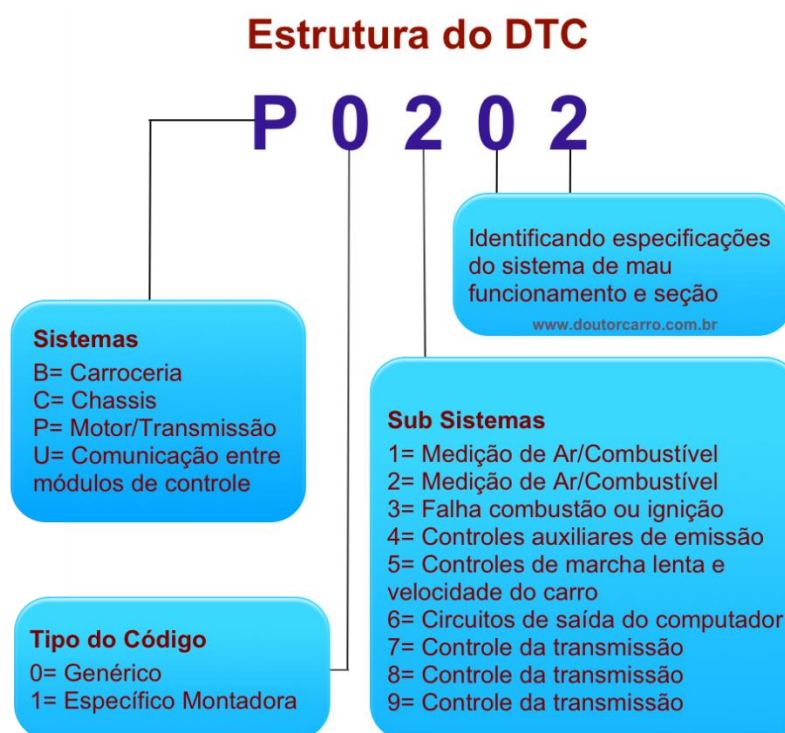 Estrutura do DTC
P 0 2 0 2
Identificando especificações
do sistema de mau
funcionamento e seção
www.doutorcarro.com.br
Sistemas
B= Carroceria
C= Chassis
P= Motor/Transmissão
U= Comunicação entre
módulos de controle
Sub Sistemas
1= Medição de Ar/Combustível
2= Medição de Ar/Combustível
3= Falha combustão ou ignição
4= Controles auxiliares de emissão
5= Controles de marcha lenta e
velocidade do carro
6= Circuitos de saída do computador
7= Controle da transmissão
8= Controle da transmissão
9= Controle da transmissão
Tipo do Código
0= Genérico
1= Específico Montadora